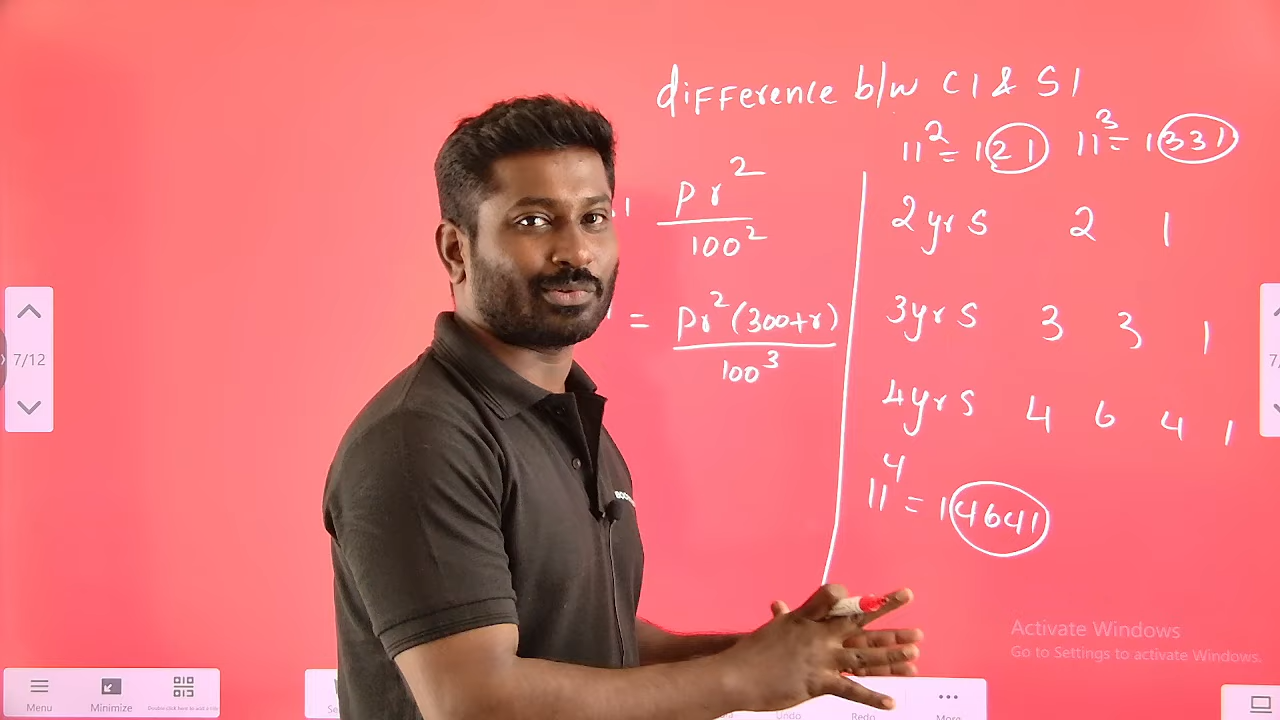 difference b/w CI & SI
11² = 121 11³ = 1331
Pr²
100²
= Pr²(300+r)
100³
2yrs 2 1
3yrs 3 3 1
4yrs 4 6 4 1
11⁴ = 14641
7/12
Activate Windows
Go to Settings to activate Windows.
Menu
Minimize
Undo
Redo
More